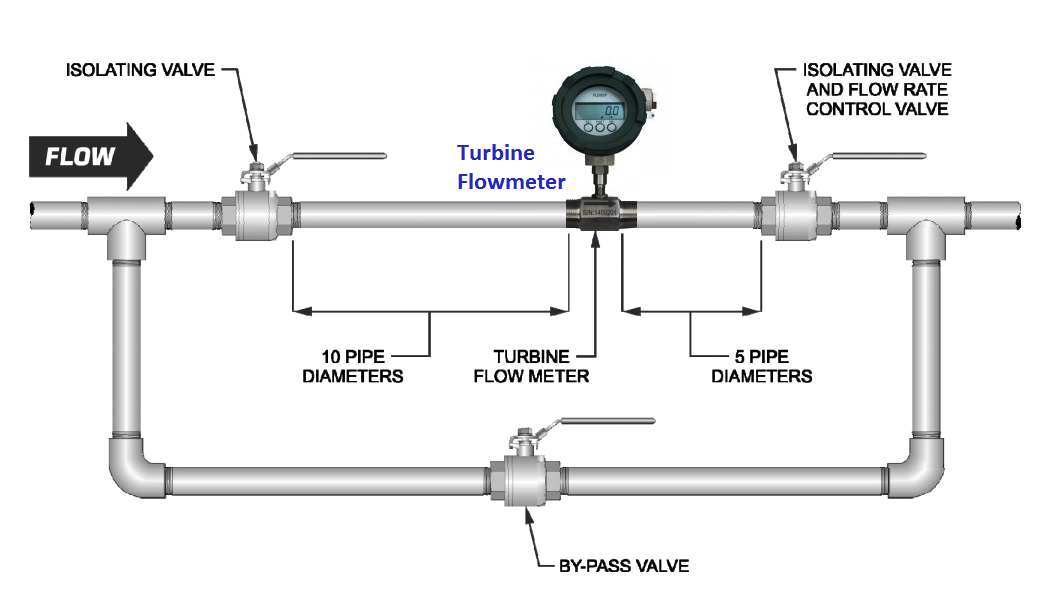 ISOLATING VALVE
ISOLATING VALVE
AND FLOW RATE
CONTROL VALVE
FLOW
Turbine
Flowmeter
0.0
S/N:1409201
10 PIPE
DIAMETERS
TURBINE
FLOW METER
5 PIPE
DIAMETERS
BY-PASS VALVE